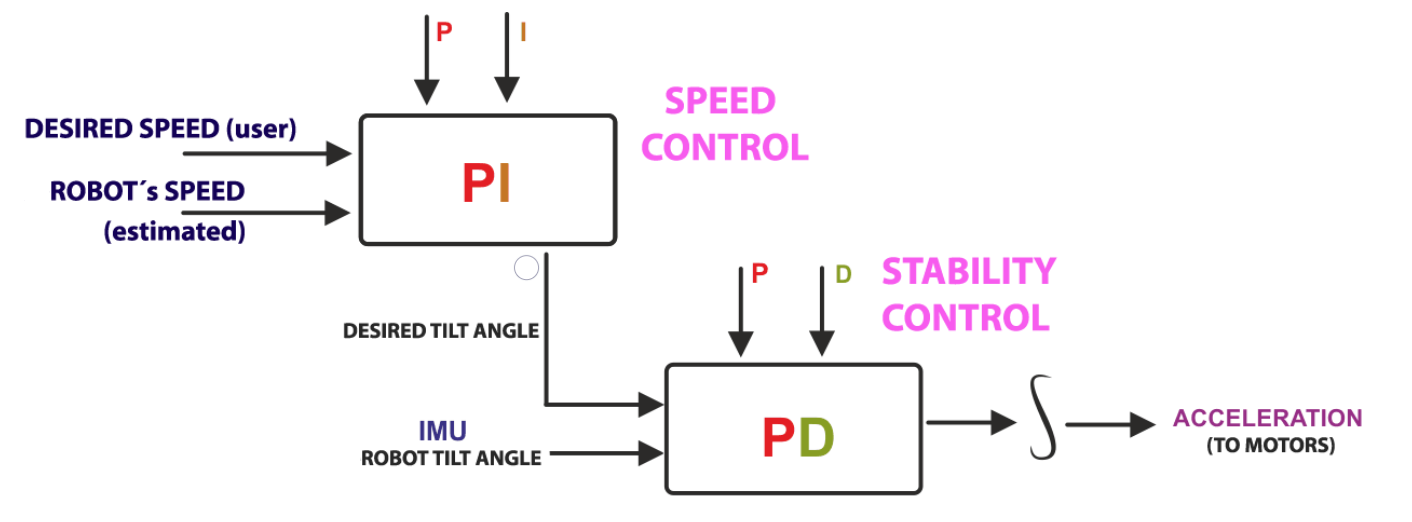 P I
SPEED
CONTROL
DESIRED SPEED (user)
PI
ROBOT´s SPEED
(estimated)
P D
STABILITY
CONTROL
DESIRED TILT ANGLE
PD
IMU
ROBOT TILT ANGLE
∫
ACCELERATION
(TO MOTORS)